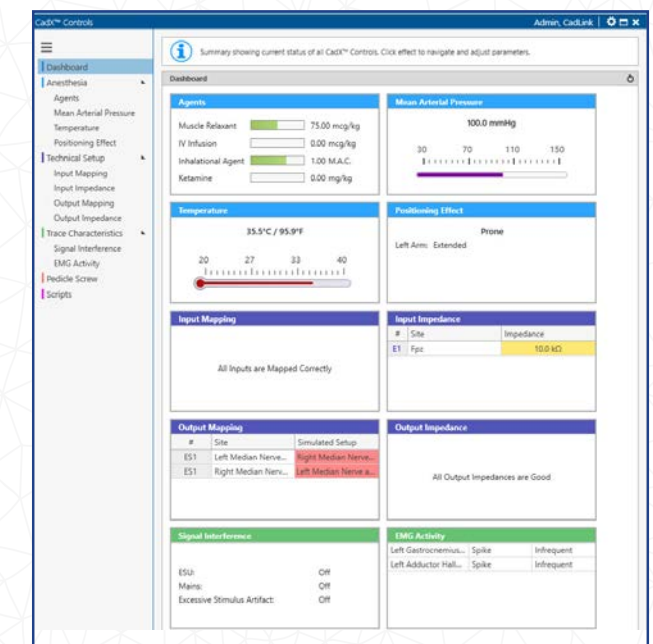 CadX™ Controls
Admin, CadLink
Summary showing current status of all CadX™ Controls. Click effect to navigate and adjust parameters.
Dashboard
Anesthesia
Agents
Mean Arterial Pressure
Temperature
Positioning Effect
Technical Setup
Input Mapping
Input Impedance
Output Mapping
Output Impedance
Trace Characteristics
Signal Interference
EMG Activity
Pedicle Screw
Scripts
Dashboard
Agents
Muscle Relaxant 75.00 mcg/kg
IV Infusion 0.00 mcg/kg
Inhalational Agent 1.00 M.A.C.
Ketamine 0.00 mg/kg
Mean Arterial Pressure
100.0 mmHg
30 70 110 150
Temperature
35.5°C / 95.9°F
20 27 33 40
Positioning Effect
Prone
Left Arm: Extended
Input Mapping
All Inputs are Mapped Correctly
Input Impedance
# Site Impedance
E1 Fpz 10.0 kΩ
Output Mapping
# Site Simulated Setup
ES1 Left Median Nerve... Right Median Nerve...
ES1 Right Median Nerv... Left Median Nerve a...
Output Impedance
All Output Impedances are Good
Signal Interference
ESU: Off
Mains: Off
Excessive Stimulus Artifact: Off
EMG Activity
Left Gastrocnemius... Spike Infrequent
Left Adductor Hall... Spike Infrequent